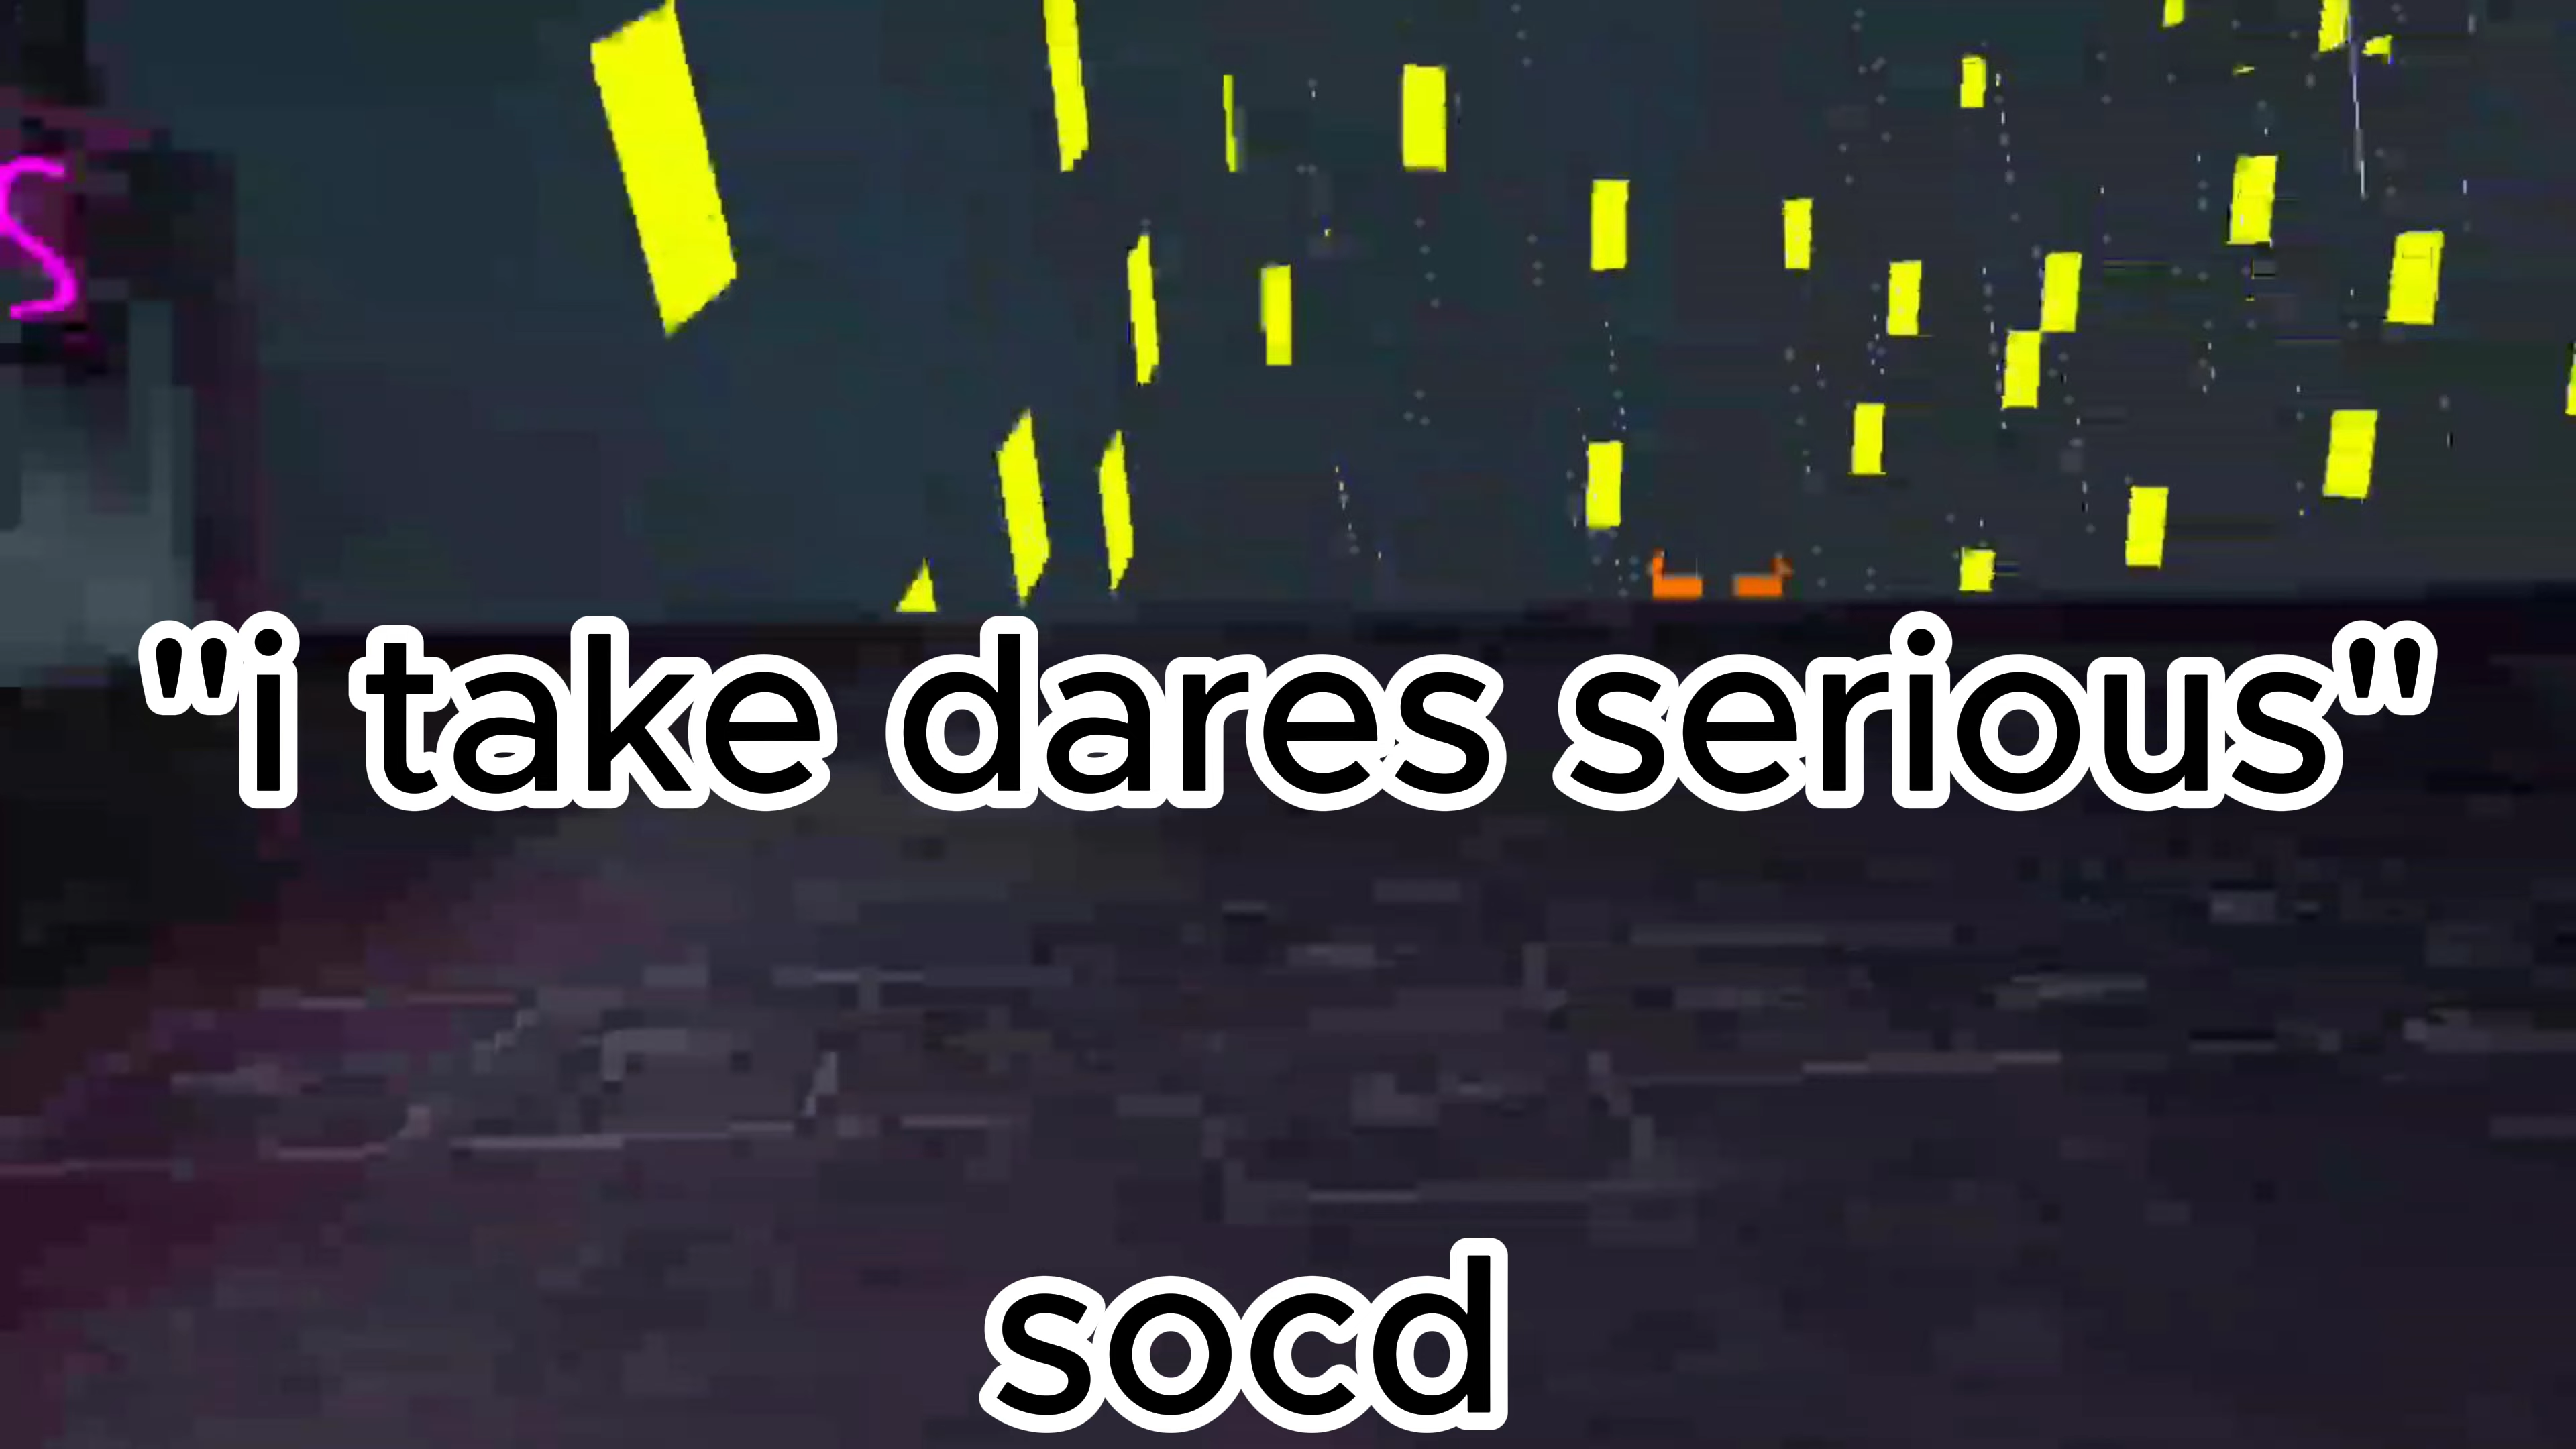 "i take dares serious"
socd